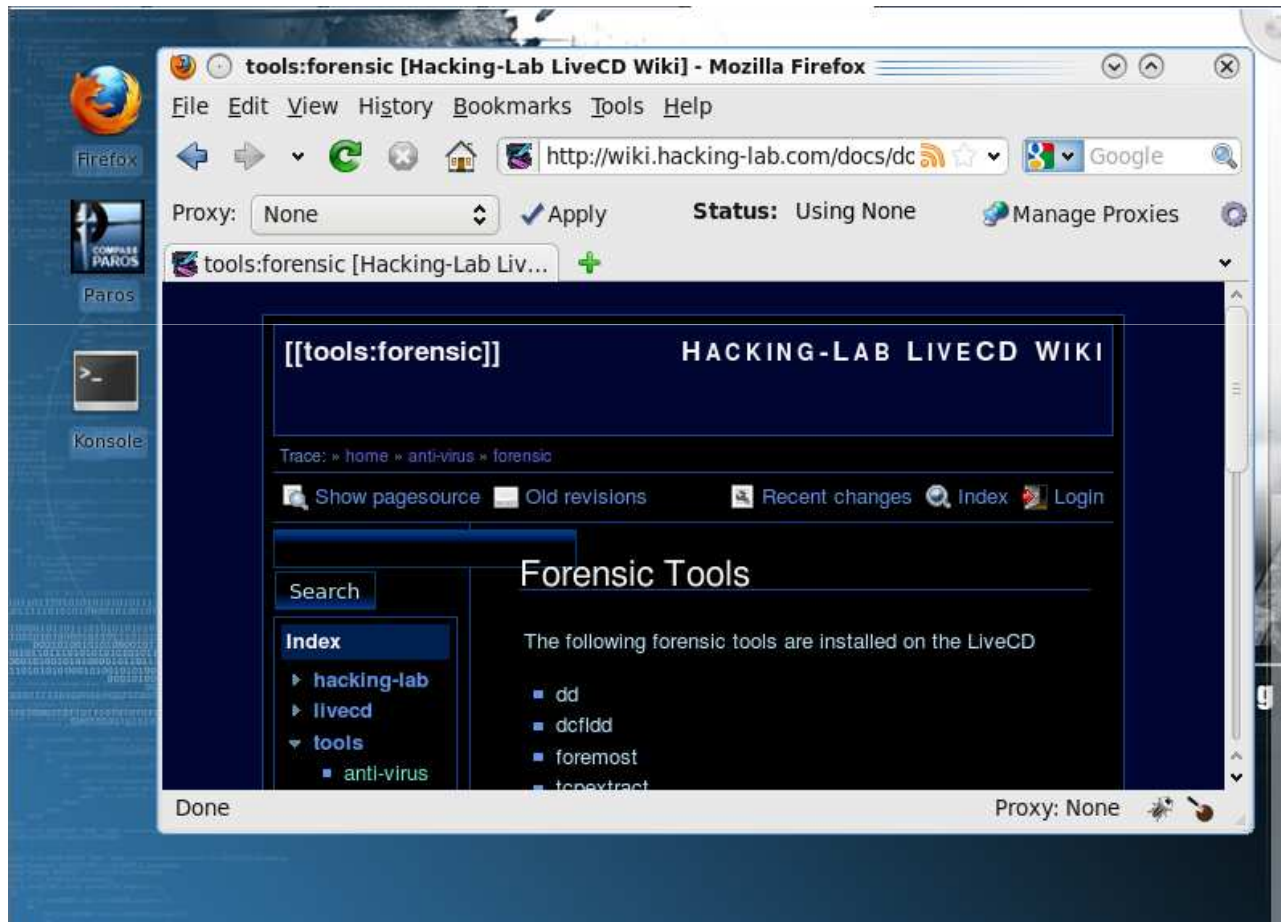 tools:forensic [Hacking-Lab LiveCD Wiki] - Mozilla Firefox
File Edit View History Bookmarks Tools Help
http://wiki.hacking-lab.com/docs/dc
Google
Proxy: None Apply Status: Using None Manage Proxies
tools:forensic [Hacking-Lab Liv...
Firefox
COMPASS PAROS
Paros
>_
Konsole
[[tools:forensic]] HACKING-LAB LIVECD WIKI
Trace: » home » anti-virus » forensic
Show pagesource Old revisions Recent changes Index Login
Search
Index
hacking-lab
livecd
tools
anti-virus
Forensic Tools
The following forensic tools are installed on the LiveCD
dd
dcfldd
foremost
tcpextract
Done Proxy: None
g